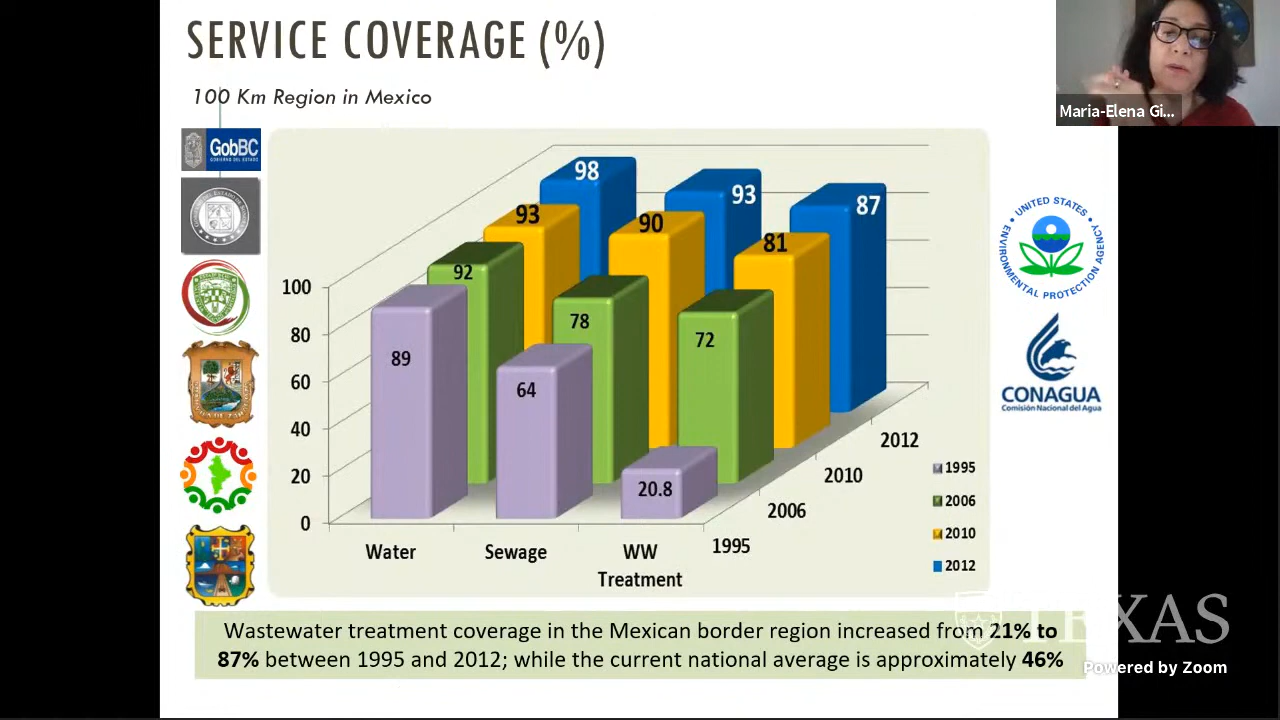 SERVICE COVERAGE (%)
100 Km Region in Mexico
Maria-Elena Gi...
GobBC
GOBIERNO DEL ESTADO
UNITED STATES
ENVIRONMENTAL PROTECTION AGENCY
CONAGUA
Comisión Nacional del Agua
98
93
87
93
90
81
92
78
72
89
64
20.8
100
80
60
40
20
0
Water
Sewage
WW
Treatment
1995
2006
2010
2012
1995
2006
2010
2012
Wastewater treatment coverage in the Mexican border region increased from 21% to
87% between 1995 and 2012; while the current national average is approximately 46%
TEXAS
Powered by Zoom